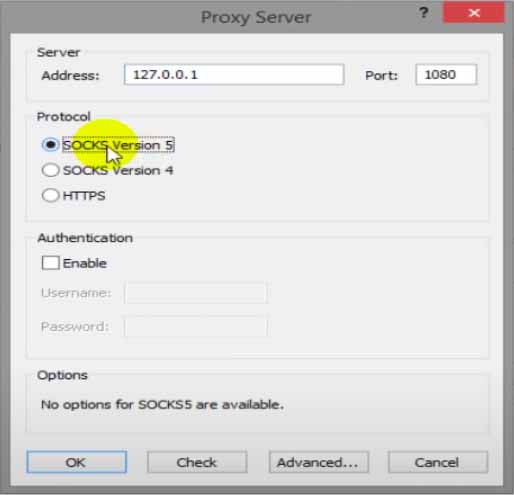 Proxy Server
?
Server
Address: 127.0.0.1 Port: 1080
Protocol
SOCKS Version 5
SOCKS Version 4
HTTPS
Authentication
Enable
Username:
Password:
Options
No options for SOCKS5 are available.
OK Check Advanced... Cancel